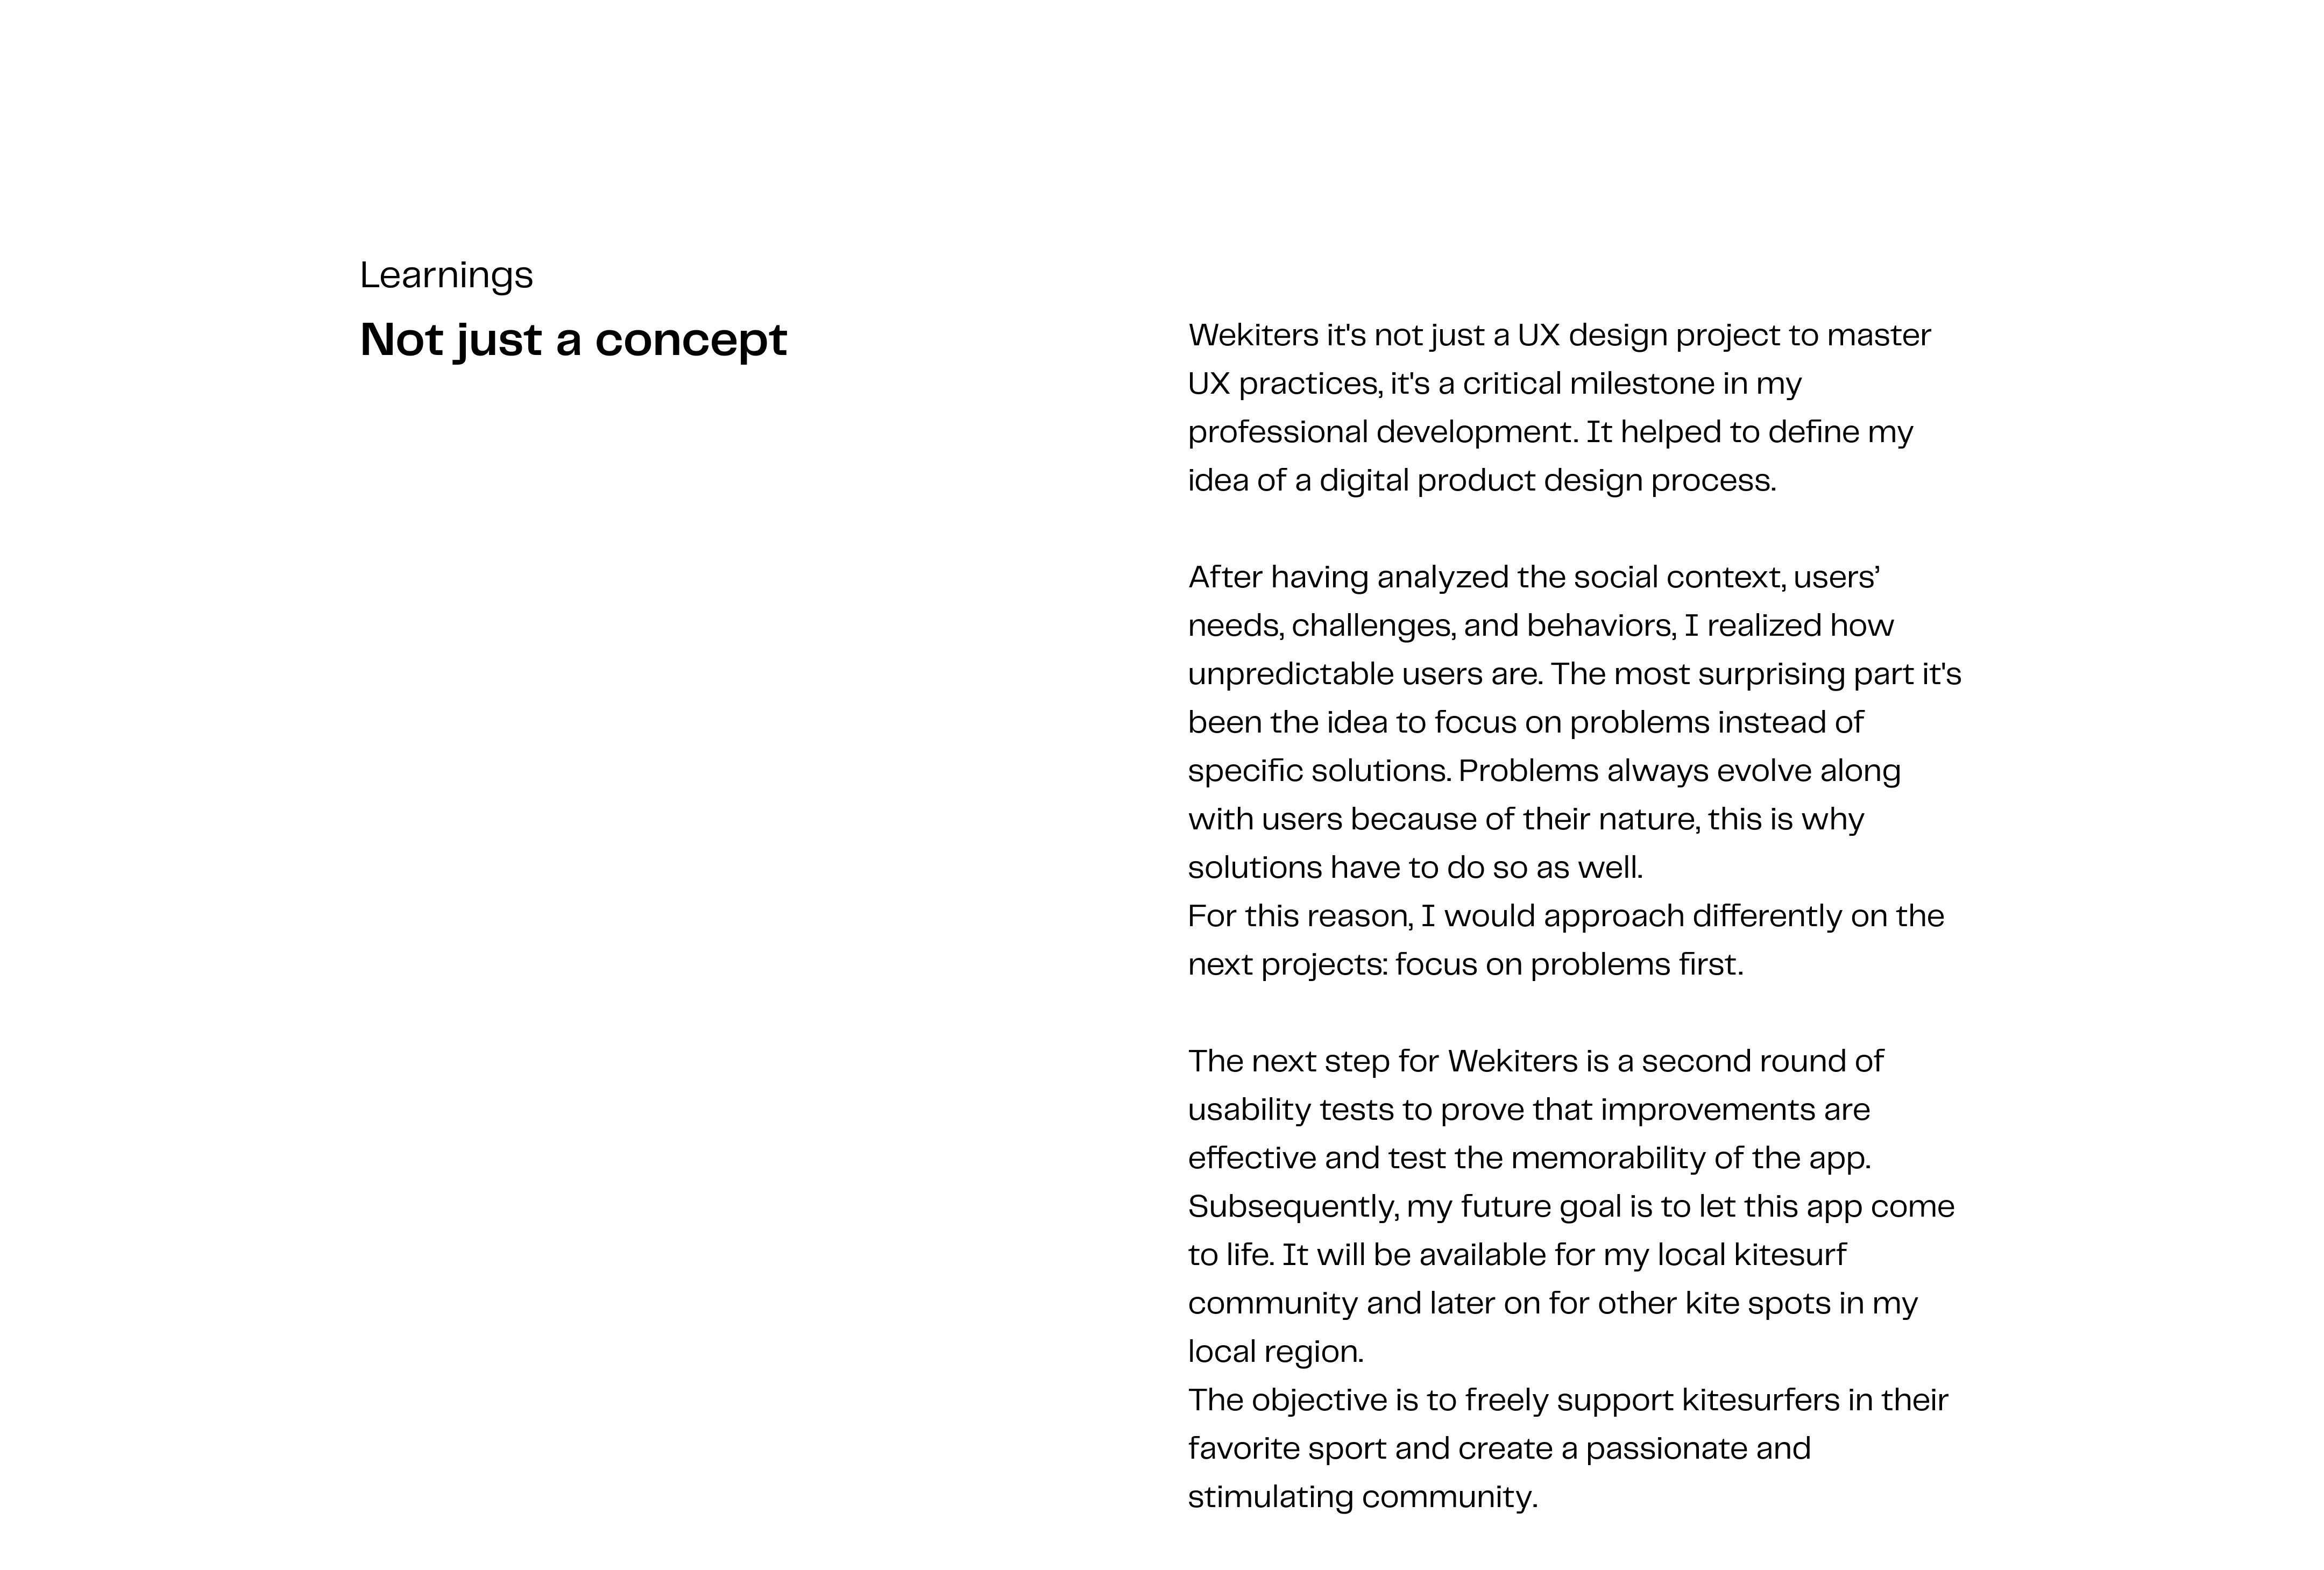 Learnings
Not just a concept
Wekiters it's not just a UX design project to master
UX practices, it's a critical milestone in my
professional development. It helped to define my
idea of a digital product design process.
After having analyzed the social context, users’
needs, challenges, and behaviors, I realized how
unpredictable users are. The most surprising part it's
been the idea to focus on problems instead of
specific solutions. Problems always evolve along
with users because of their nature, this is why
solutions have to do so as well.
For this reason, I would approach differently on the
next projects: focus on problems first.
The next step for Wekiters is a second round of
usability tests to prove that improvements are
effective and test the memorability of the app.
Subsequently, my future goal is to let this app come
to life. It will be available for my local kitesurf
community and later on for other kite spots in my
local region.
The objective is to freely support kitesurfers in their
favorite sport and create a passionate and
stimulating community.